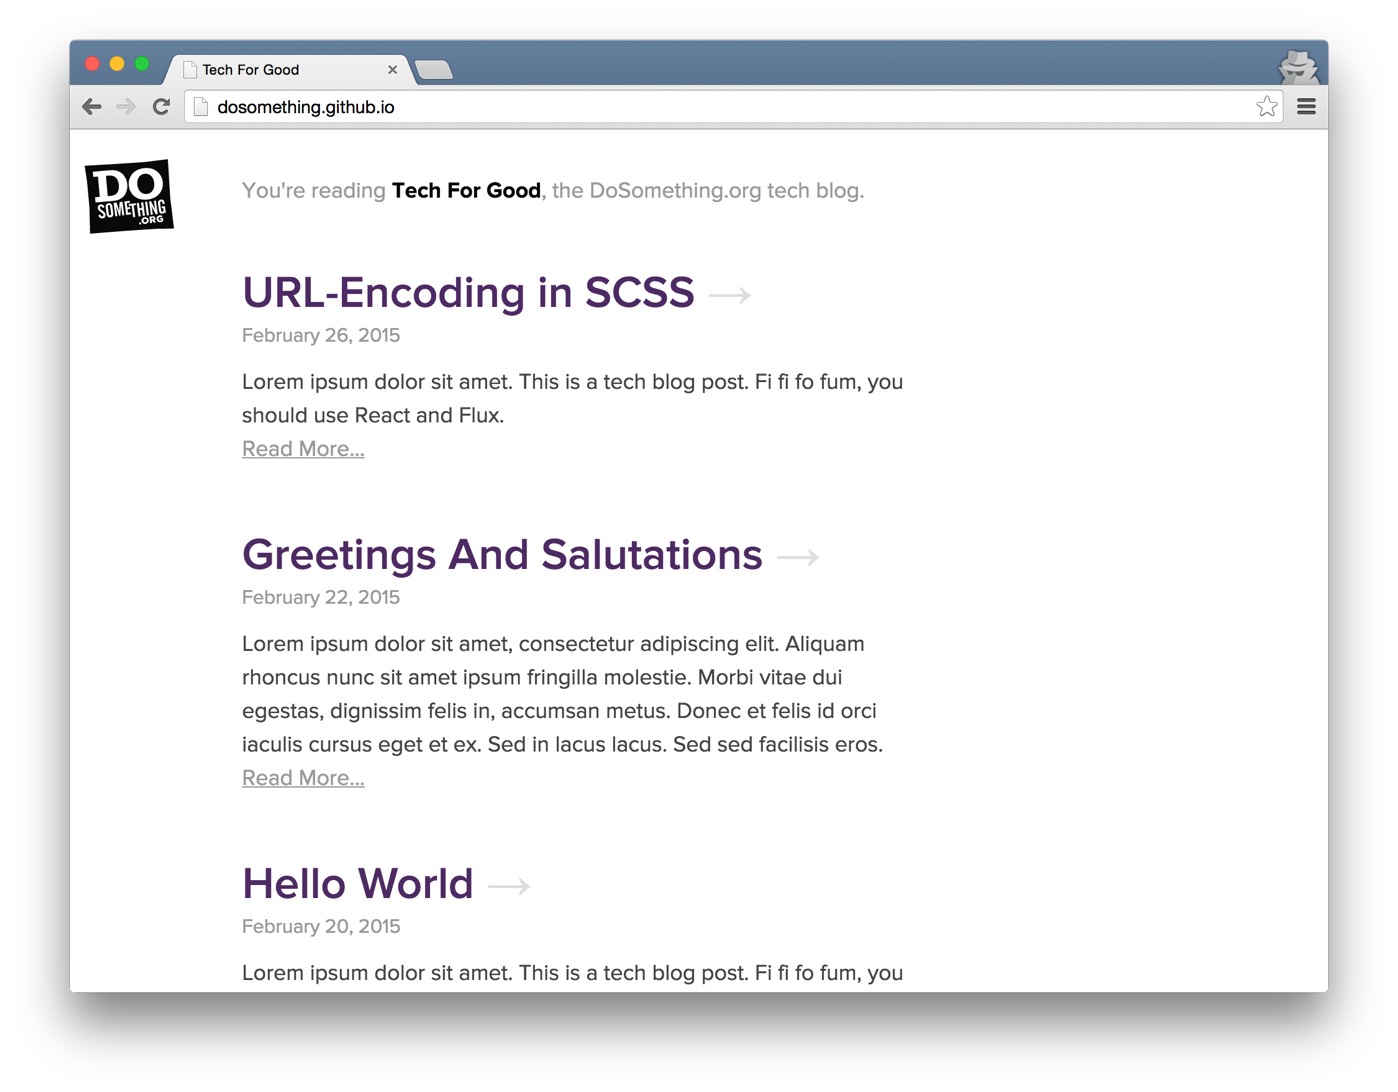 Tech For Good
dosomething.github.io
DO
SOMETHING
.ORG
You're reading Tech For Good, the DoSomething.org tech blog.
URL-Encoding in SCSS →
February 26, 2015
Lorem ipsum dolor sit amet. This is a tech blog post. Fi fi fo fum, you
should use React and Flux.
Read More...
Greetings And Salutations →
February 22, 2015
Lorem ipsum dolor sit amet, consectetur adipiscing elit. Aliquam
rhoncus nunc sit amet ipsum fringilla molestie. Morbi vitae dui
egestas, dignissim felis in, accumsan metus. Donec et felis id orci
iaculis cursus eget et ex. Sed in lacus lacus. Sed sed facilisis eros.
Read More...
Hello World →
February 20, 2015
Lorem ipsum dolor sit amet. This is a tech blog post. Fi fi fo fum, you